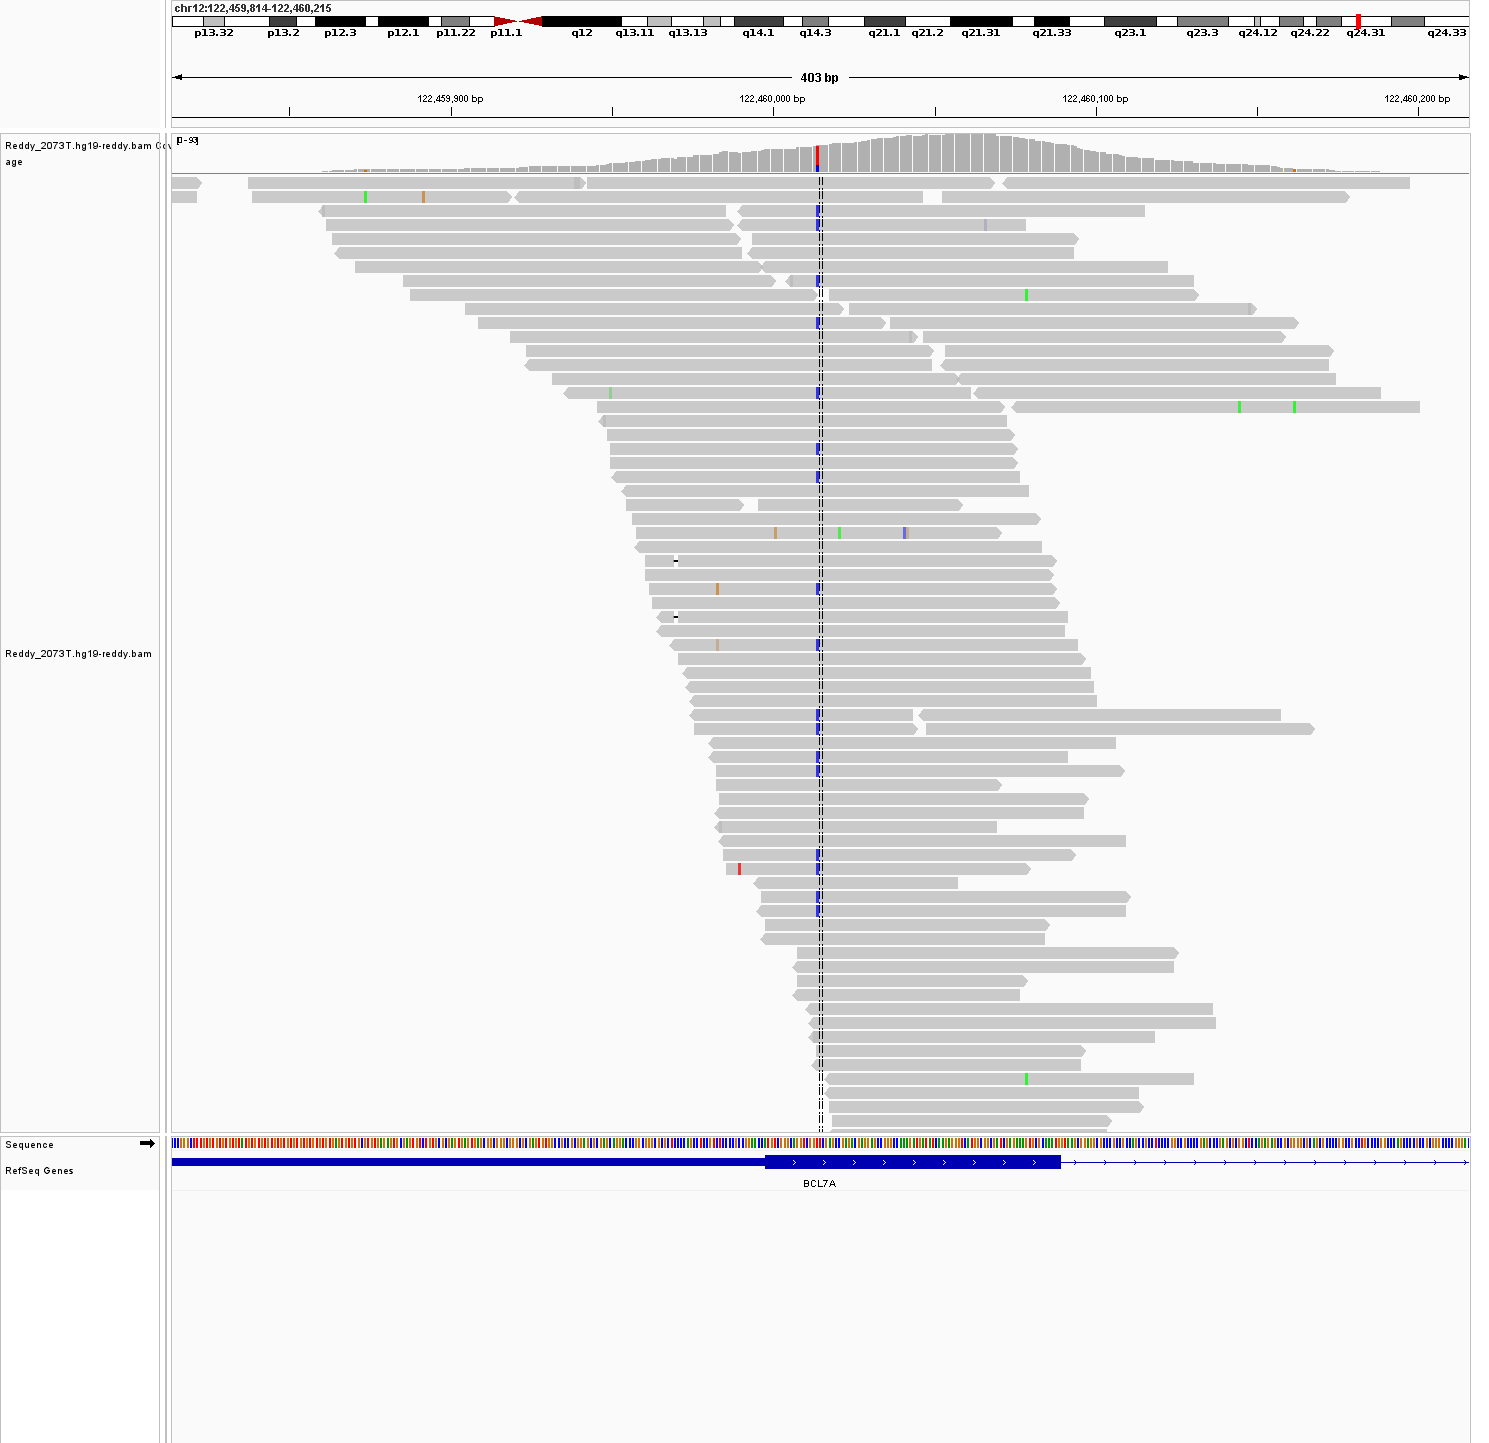 chr12:122,459,814-122,460,215
p13.32 p13.2 p12.3 p12.1 p11.22 p11.1 q12 q13.11 q13.13 q14.1 q14.3 q21.1 q21.2 q21.31 q21.33 q23.1 q23.3 q24.12 q24.22 q24.31 q24.33
403 bp
122,459,900 bp 122,460,000 bp 122,460,100 bp 122,460,200 bp
Reddy_2073T.hg19-reddy.bam Cov
age
[0 - 93]
Reddy_2073T.hg19-reddy.bam
Sequence
RefSeq Genes
BCL7A